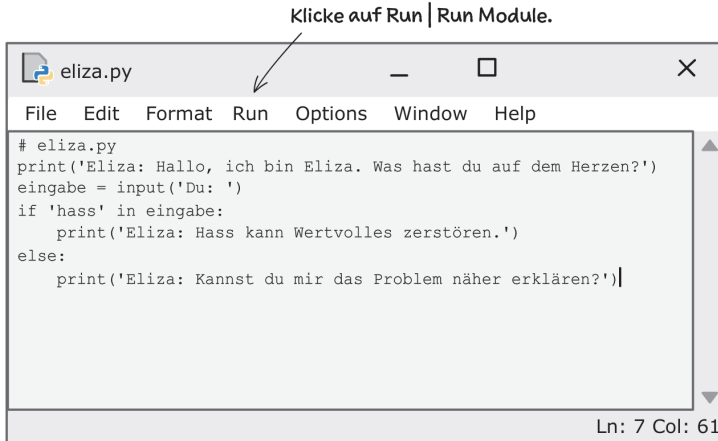 Klicke auf Run | Run Module.
eliza.py
File Edit Format Run Options Window Help
# eliza.py
print('Eliza: Hallo, ich bin Eliza. Was hast du auf dem Herzen?')
eingabe = input('Du: ')
if 'hass' in eingabe:
    print('Eliza: Hass kann Wertvolles zerstören.')
else:
    print('Eliza: Kannst du mir das Problem näher erklären?')
Ln: 7 Col: 61